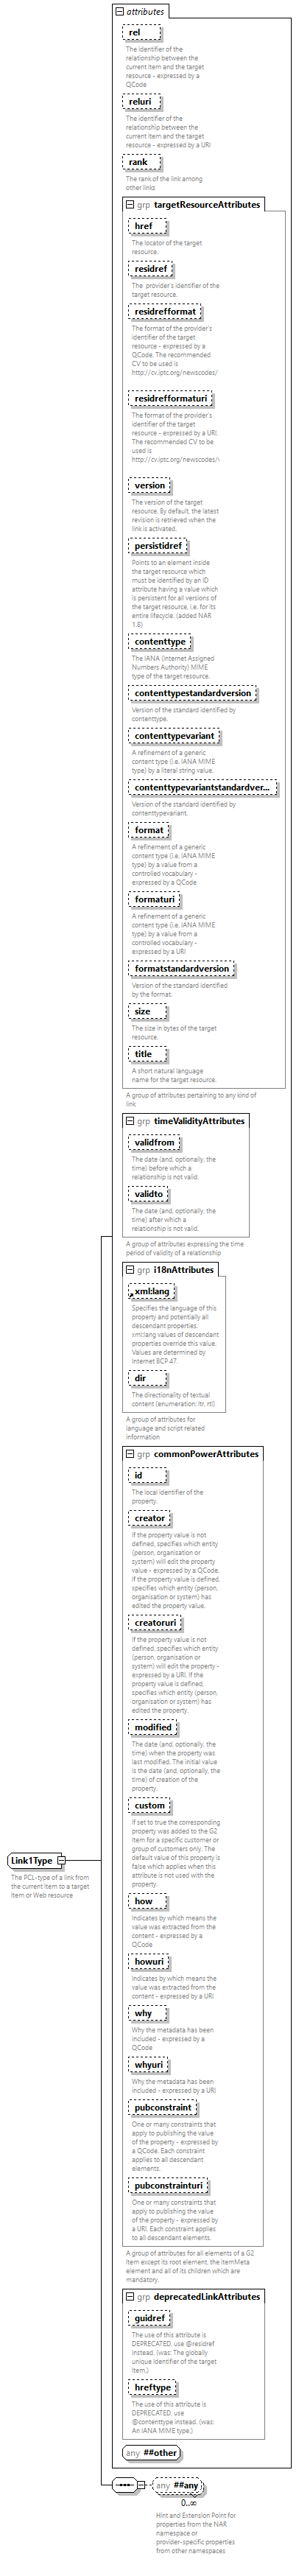 attributes
rel
The identifier of the
relationship between the
current Item and the target
resource - expressed by a
QCode
reluri
The identifier of the
relationship between the
current Item and the target
resource - expressed by a URI
rank
The rank of the link among
other links
grp targetResourceAttributes
href
The locator of the target
resource.
residref
The provider's identifier of the
target resource.
residrefformat
The format of the provider's
identifier of the target
resource - expressed by a
QCode. The recommended
CV to be used is
http://cv.iptc.org/newscodes/
residrefformaturi
The format of the provider's
identifier of the target
resource - expressed by a URI.
The recommended CV to be
used is
http://cv.iptc.org/newscodes/
version
The version of the target
resource. By default, the latest
revision is retrieved when the
link is activated.
persistidref
Points to an element inside
the target resource which
must be identified by an ID
attribute having a value which
is persistent for all versions of
the target resource, i.e. for its
entire lifecycle. (added NAR
1.8)
contenttype
The IANA (Internet Assigned
Numbers Authority) MIME
type of the target resource.
contenttypestandardversion
Version of the standard identified by
contenttype.
contenttypevariant
A refinement of a generic
content type (i.e. IANA MIME
type) by a literal string value.
contenttypevariantstandardver...
Version of the standard identified by
contenttypevariant.
format
A refinement of a generic
content type (i.e. IANA MIME
type) by a value from a
controlled vocabulary -
expressed by a QCode
formaturi
A refinement of a generic
content type (i.e. IANA MIME
type) by a value from a
controlled vocabulary -
expressed by a URI
formatstandardversion
Version of the standard identified
by the format.
size
The size in bytes of the target
resource.
title
A short natural language
name for the target resource.
A group of attributes pertaining to any kind of
link
grp timeValidityAttributes
validfrom
The date (and, optionally, the
time) before which a
relationship is not valid.
validto
The date (and, optionally, the
time) after which a
relationship is not valid.
A group of attributes expressing the time
period of validity of a relationship
grp i18nAttributes
xml:lang
Specifies the language of this
property and potentially all
descendant properties.
xml:lang values of descendant
properties override this value.
Values are determined by
Internet BCP 47.
dir
The directionality of textual
content (enumeration: ltr, rtl)
A group of attributes for
language and script related
information
grp commonPowerAttributes
id
The local identifier of the
property.
creator
If the property value is not
defined, specifies which entity
(person, organisation or
system) will edit the property
value - expressed by a QCode.
If the property value is defined,
specifies which entity (person,
organisation or system) has
edited the property value.
creatoruri
If the property value is not
defined, specifies which entity
(person, organisation or
system) will edit the property -
expressed by a URI. If the
property value is defined,
specifies which entity (person,
organisation or system) has
edited the property.
modified
The date (and, optionally, the
time) when the property was
last modified. The initial value
is the date (and, optionally, the
time) of creation of the
property.
custom
If set to true the corresponding
property was added to the G2
Item for a specific customer or
group of customers only. The
default value of this property is
false which applies when this
attribute is not used with the
property.
how
Indicates by which means the
value was extracted from the
content - expressed by a
QCode
howuri
Indicates by which means the
value was extracted from the
content - expressed by a URI
why
Why the metadata has been
included - expressed by a
QCode
whyuri
Why the metadata has been
included - expressed by a URI
pubconstraint
One or many constraints that
apply to publishing the value
of the property - expressed by
a QCode. Each constraint
applies to all descendant
elements.
pubconstrainturi
One or many constraints that
apply to publishing the value
of the property - expressed by
a URI. Each constraint applies
to all descendant elements.
A group of attributes for all elements of a G2
Item except its root element, the itemMeta
element and all of its children which are
mandatory.
grp deprecatedLinkAttributes
guidref
The use of this attribute is
DEPRECATED, use @residref
instead. (was: The globally
unique Identifier of the target
Item.)
hreftype
The use of this attribute is
DEPRECATED, use
@contenttype instead. (was:
An IANA MIME type.)
any ##other
Link1Type
The PCL-type of a link from
the current Item to a target
Item or Web resource
any ##any
0..∞
Hint and Extension Point for
properties from the NAR
namespace or
provider-specific properties
from other namespaces